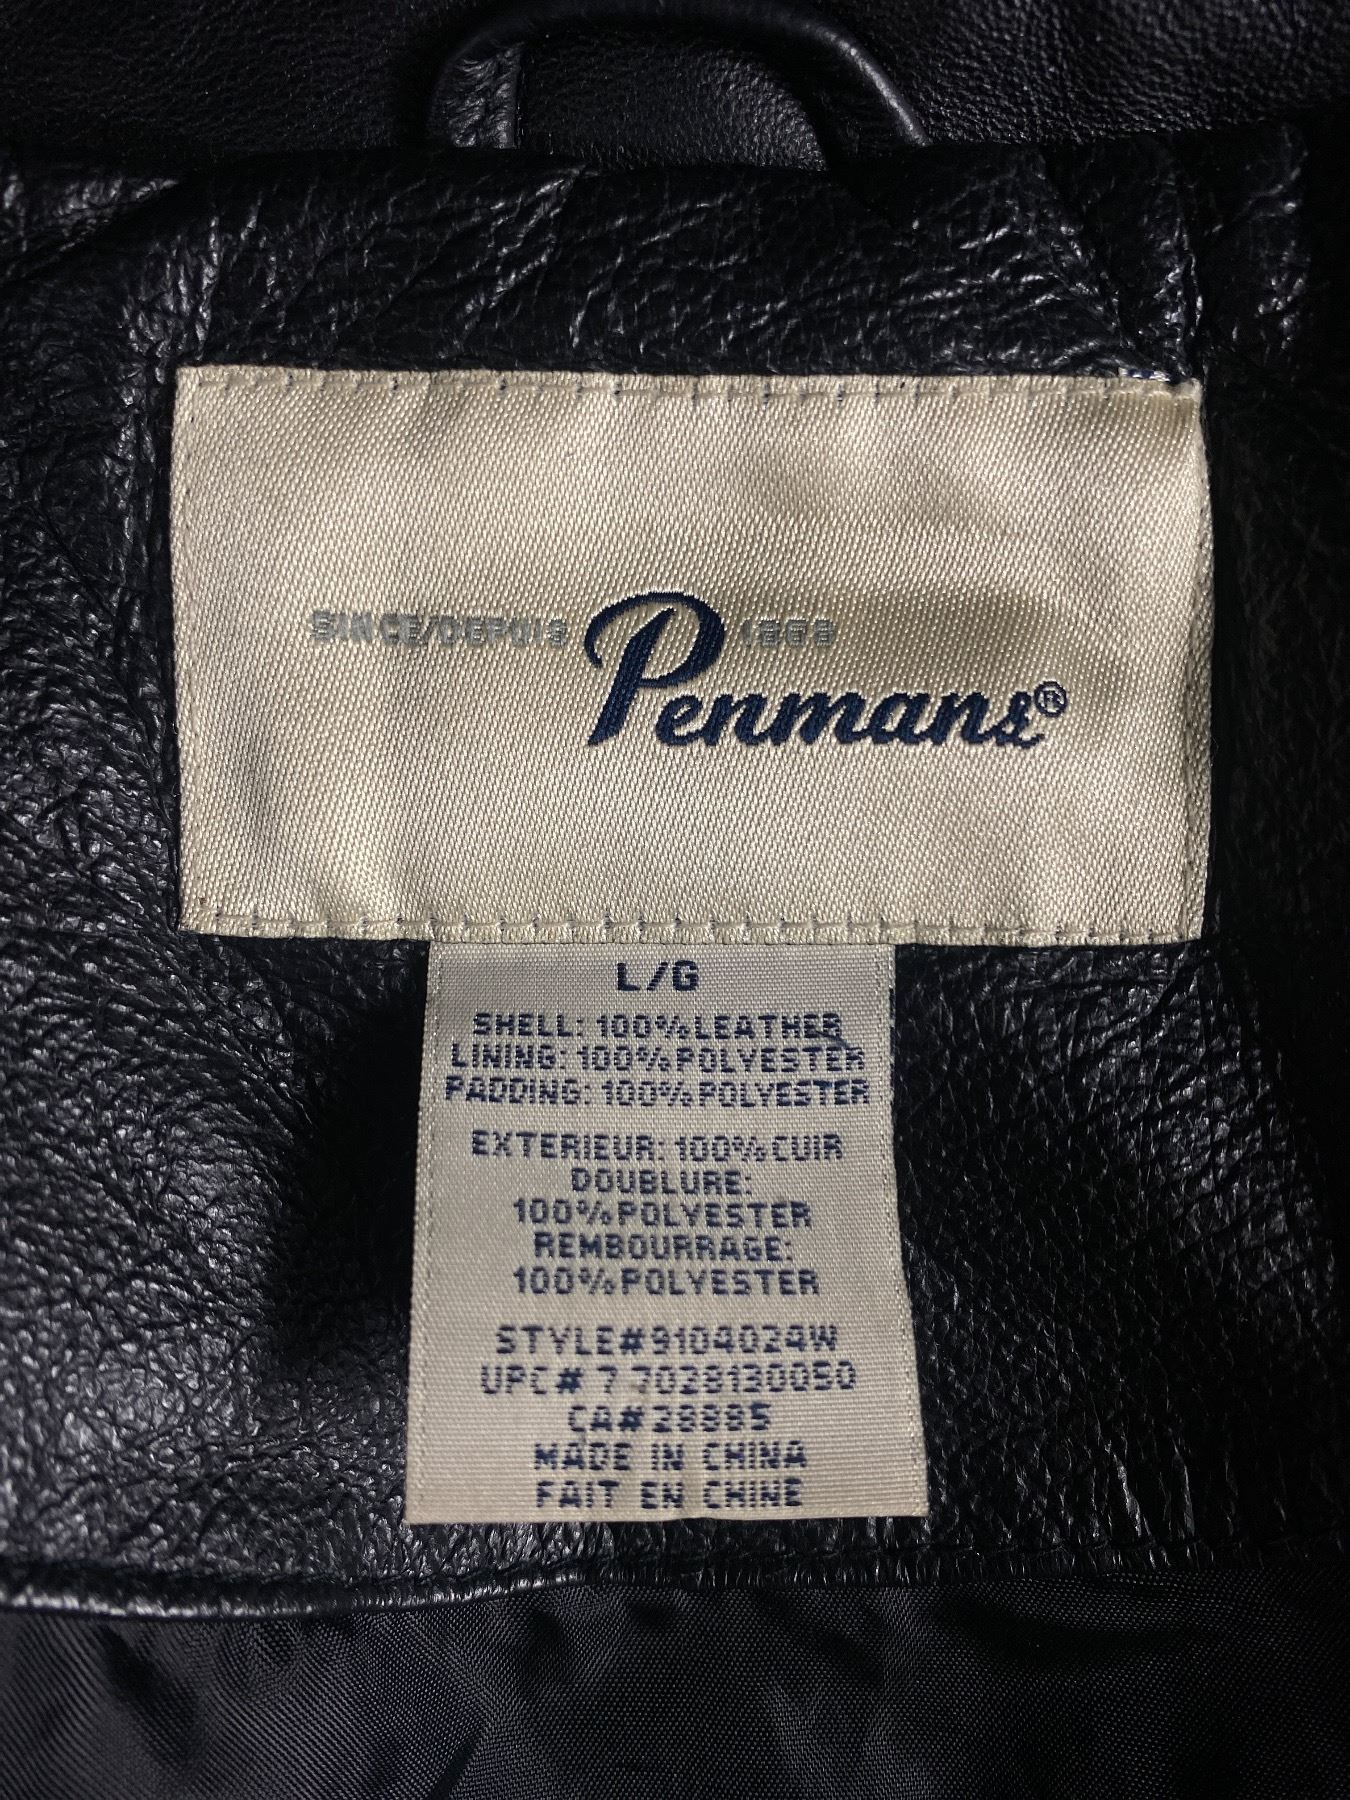 SINCE/DEPUIS Penmans® 1868
L/G
SHELL: 100% LEATHER
LINING: 100% POLYESTER
PADDING: 100% POLYESTER
EXTERIEUR: 100% CUIR
DOUBLURE:
100% POLYESTER
REMBOURRAGE:
100% POLYESTER
STYLE# 9104024W
UPC# 7 7028130050
CA# 28885
MADE IN CHINA
FAIT EN CHINE